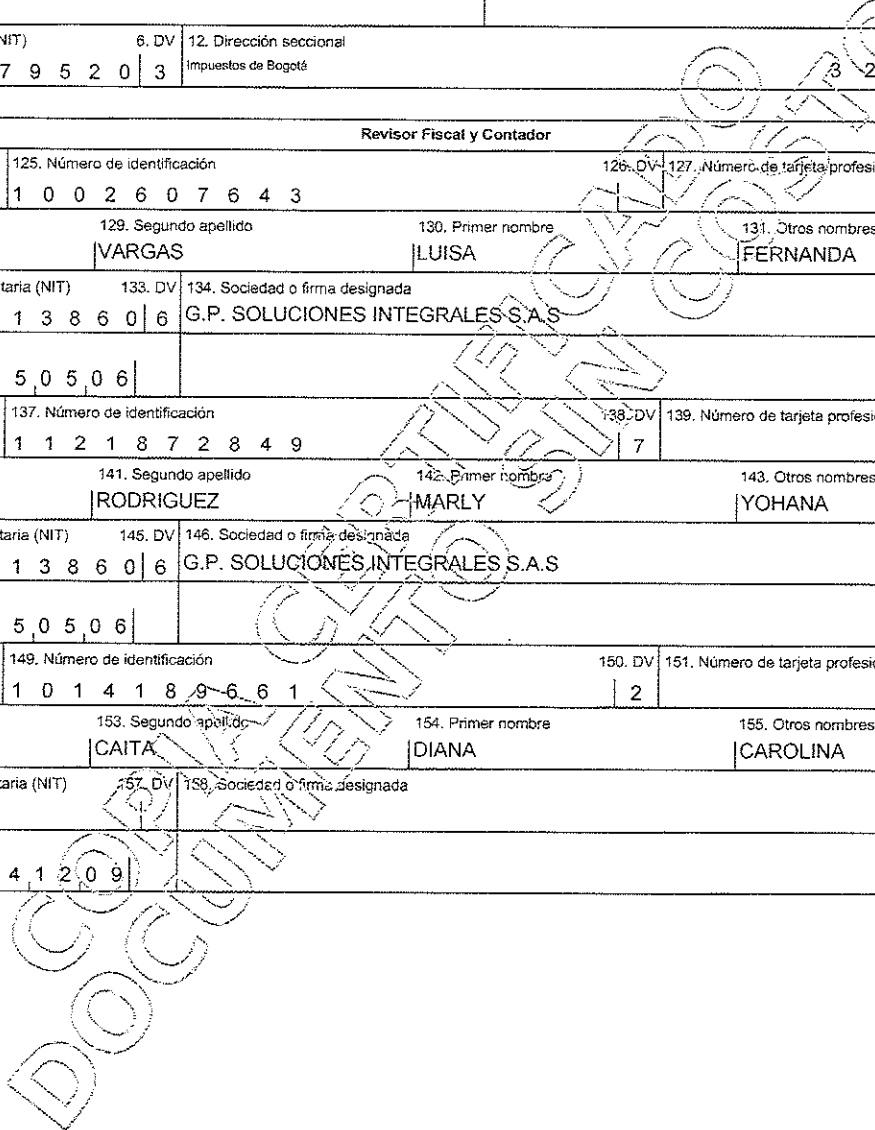 NIT) 6. DV 12. Dirección seccional
7 9 5 2 0 3 Impuestos de Bogotá 3 2
Revisor Fiscal y Contador
125. Número de identificación 126. DV 127. Número de tarjeta profesi
1 0 0 2 6 0 7 6 4 3
129. Segundo apellido 130. Primer nombre 131. Otros nombres
VARGAS LUISA FERNANDA
taria (NIT) 133. DV 134. Sociedad o firma designada
1 3 8 6 0 6 G.P. SOLUCIONES INTEGRALES S.A.S
5 0 5 0 6
137. Número de identificación 138. DV 139. Número de tarjeta profesi
1 1 2 1 8 7 2 8 4 9 7
141. Segundo apellido 142. Primer nombre 143. Otros nombres
RODRIGUEZ MARLY YOHANA
taria (NIT) 145. DV 146. Sociedad o firma designada
1 3 8 6 0 6 G.P. SOLUCIONES INTEGRALES S.A.S
5 0 5 0 6
149. Número de identificación 150. DV 151. Número de tarjeta profesi
1 0 1 4 1 8 9 6 6 1 2
153. Segundo apellido 154. Primer nombre 155. Otros nombres
CAITA DIANA CAROLINA
taria (NIT) 157. DV 158. Sociedad o firma designada
4 1 2 0 9
COPIA CERTIFICADO
DOCUMENTO SIN COSTO